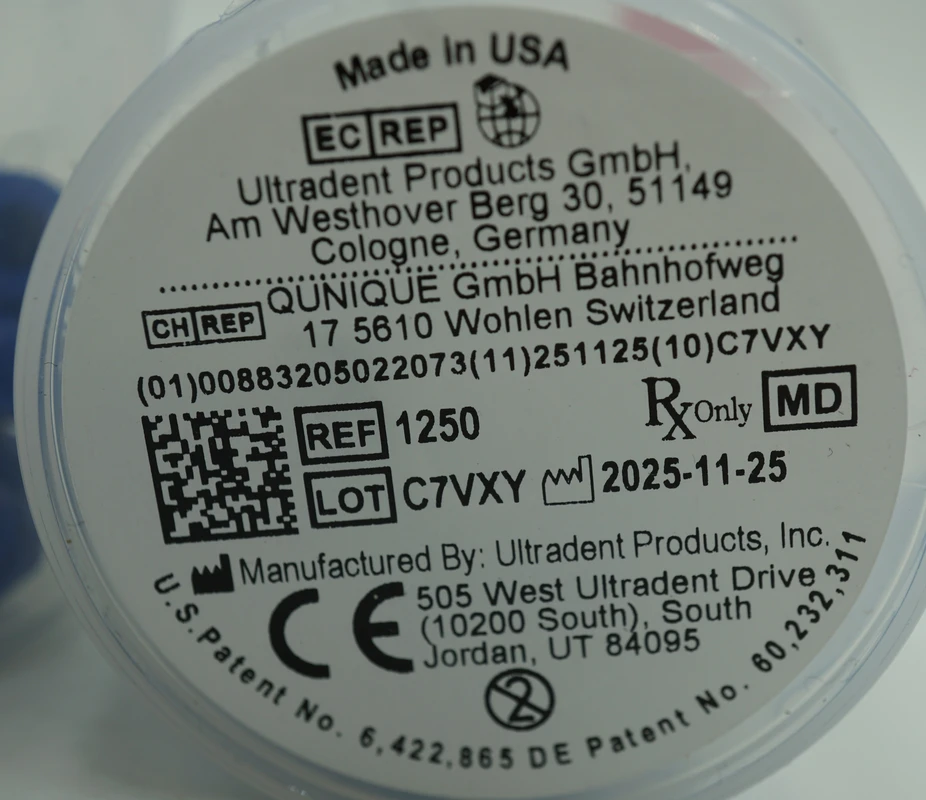 Made In USA
EC REP
Ultradent Products GmbH,
Am Westhover Berg 30, 51149
Cologne, Germany
CH REP
QUNIQUE GmbH Bahnhofweg
17 5610 Wohlen Switzerland
(01)00883205022073(11)251125(10)C7VXY
REF 1250 Rx Only MD
LOT C7VXY 2025-11-25
Manufactured By: Ultradent Products, Inc.
CE 505 West Ultradent Drive
(10200 South), South
Jordan, UT 84095
2
U.S. Patent No. 6,422,865 DE Patent No. 60,232,311